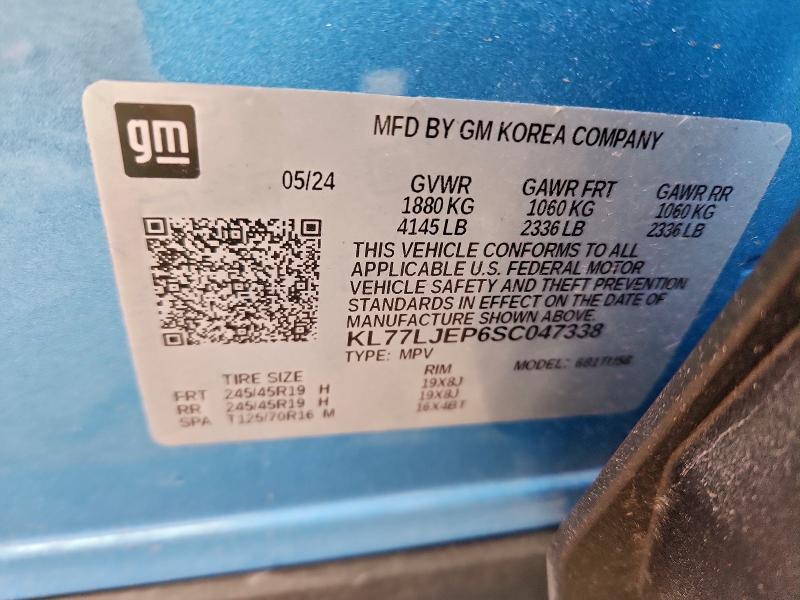 gm
MFD BY GM KOREA COMPANY
05/24 GVWR GAWR FRT GAWR RR
1880 KG 1060 KG 1060 KG
4145 LB 2336 LB 2336 LB
THIS VEHICLE CONFORMS TO ALL
APPLICABLE U.S. FEDERAL MOTOR
VEHICLE SAFETY AND THEFT PREVENTION
STANDARDS IN EFFECT ON THE DATE OF
MANUFACTURE SHOWN ABOVE.
KL77LJEP6SC047338
TYPE: MPV MODEL:
TIRE SIZE RIM
FRT 245/45R19 H 19X8J
RR 245/45R19 H 19X8J
SPA T125/70R16 M 16X4BT